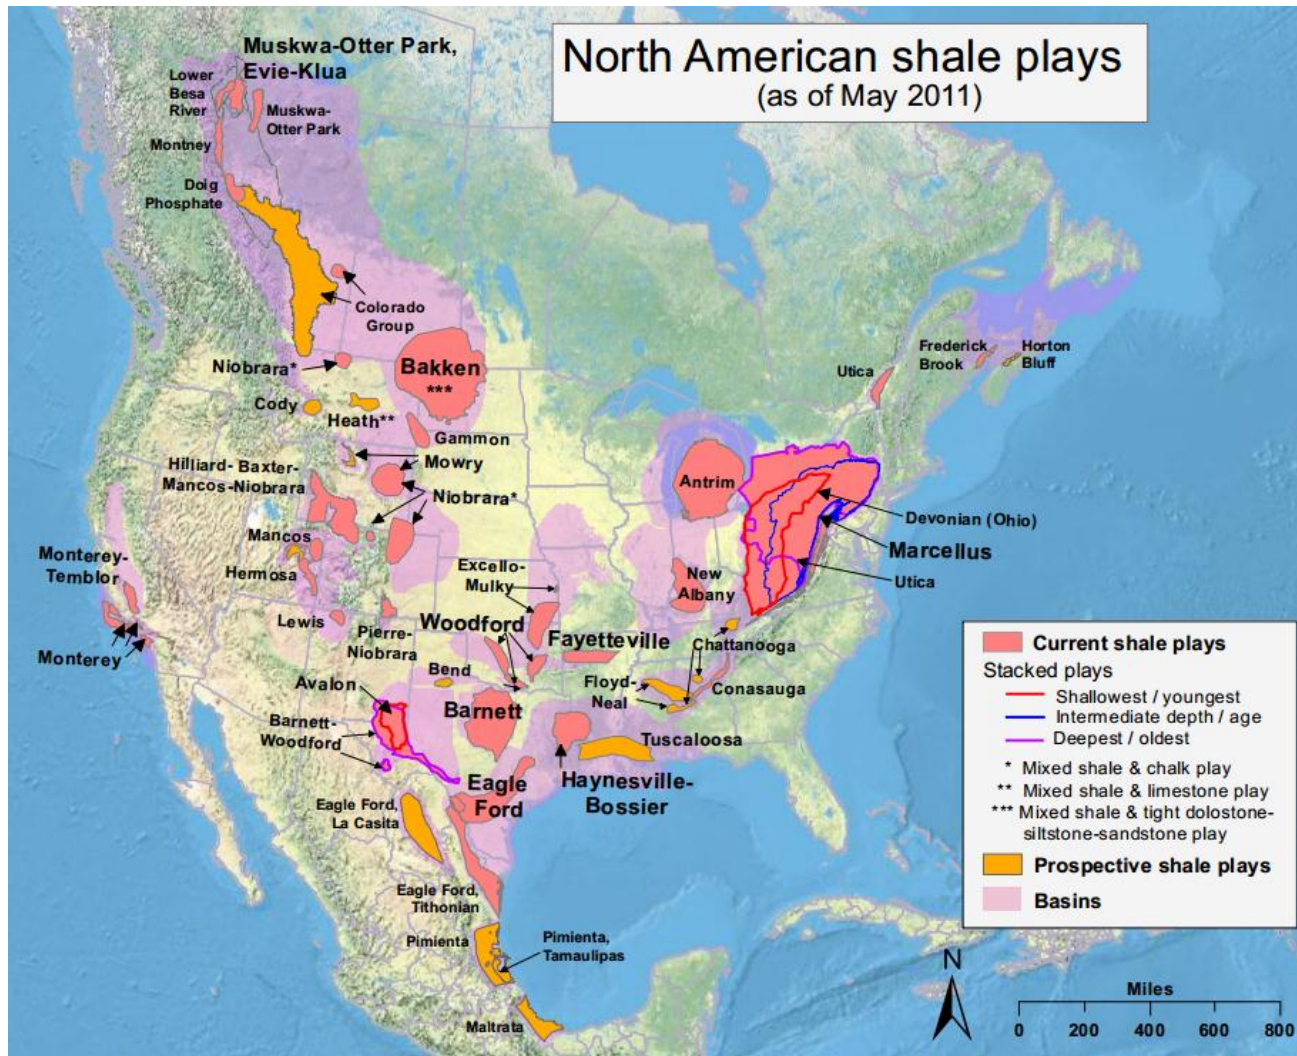 North American shale plays
(as of May 2011)
Muskwa-Otter Park,
Evie-Klua
Lower
Besa
River
Muskwa-
Otter Park
Montney
Doig
Phosphate
Colorado
Group
Niobrara*
Bakken
***
Cody
Heath**
Gammon
Mowry
Hilliard- Baxter-
Mancos-Niobrara
Niobrara*
Mancos
Hermosa
Monterey-
Temblor
Monterey
Lewis
Pierre-
Niobrara
Excello-
Mulky
Woodford
Fayetteville
Bend
Avalon
Barnett
Barnett-
Woodford
Eagle
Ford
Haynesville-
Bossier
Tuscaloosa
Floyd-
Neal
Conasauga
Chattanooga
New
Albany
Antrim
Devonian (Ohio)
Marcellus
Utica
Utica
Frederick
Brook
Horton
Bluff
Eagle Ford,
La Casita
Eagle Ford,
Tithonian
Pimienta
Pimienta,
Tamaulipas
Maltrata
Current shale plays
Stacked plays
Shallowest / youngest
Intermediate depth / age
Deepest / oldest
* Mixed shale & chalk play
** Mixed shale & limestone play
*** Mixed shale & tight dolostone-
siltstone-sandstone play
Prospective shale plays
Basins
N
Miles
0 200 400 600 800